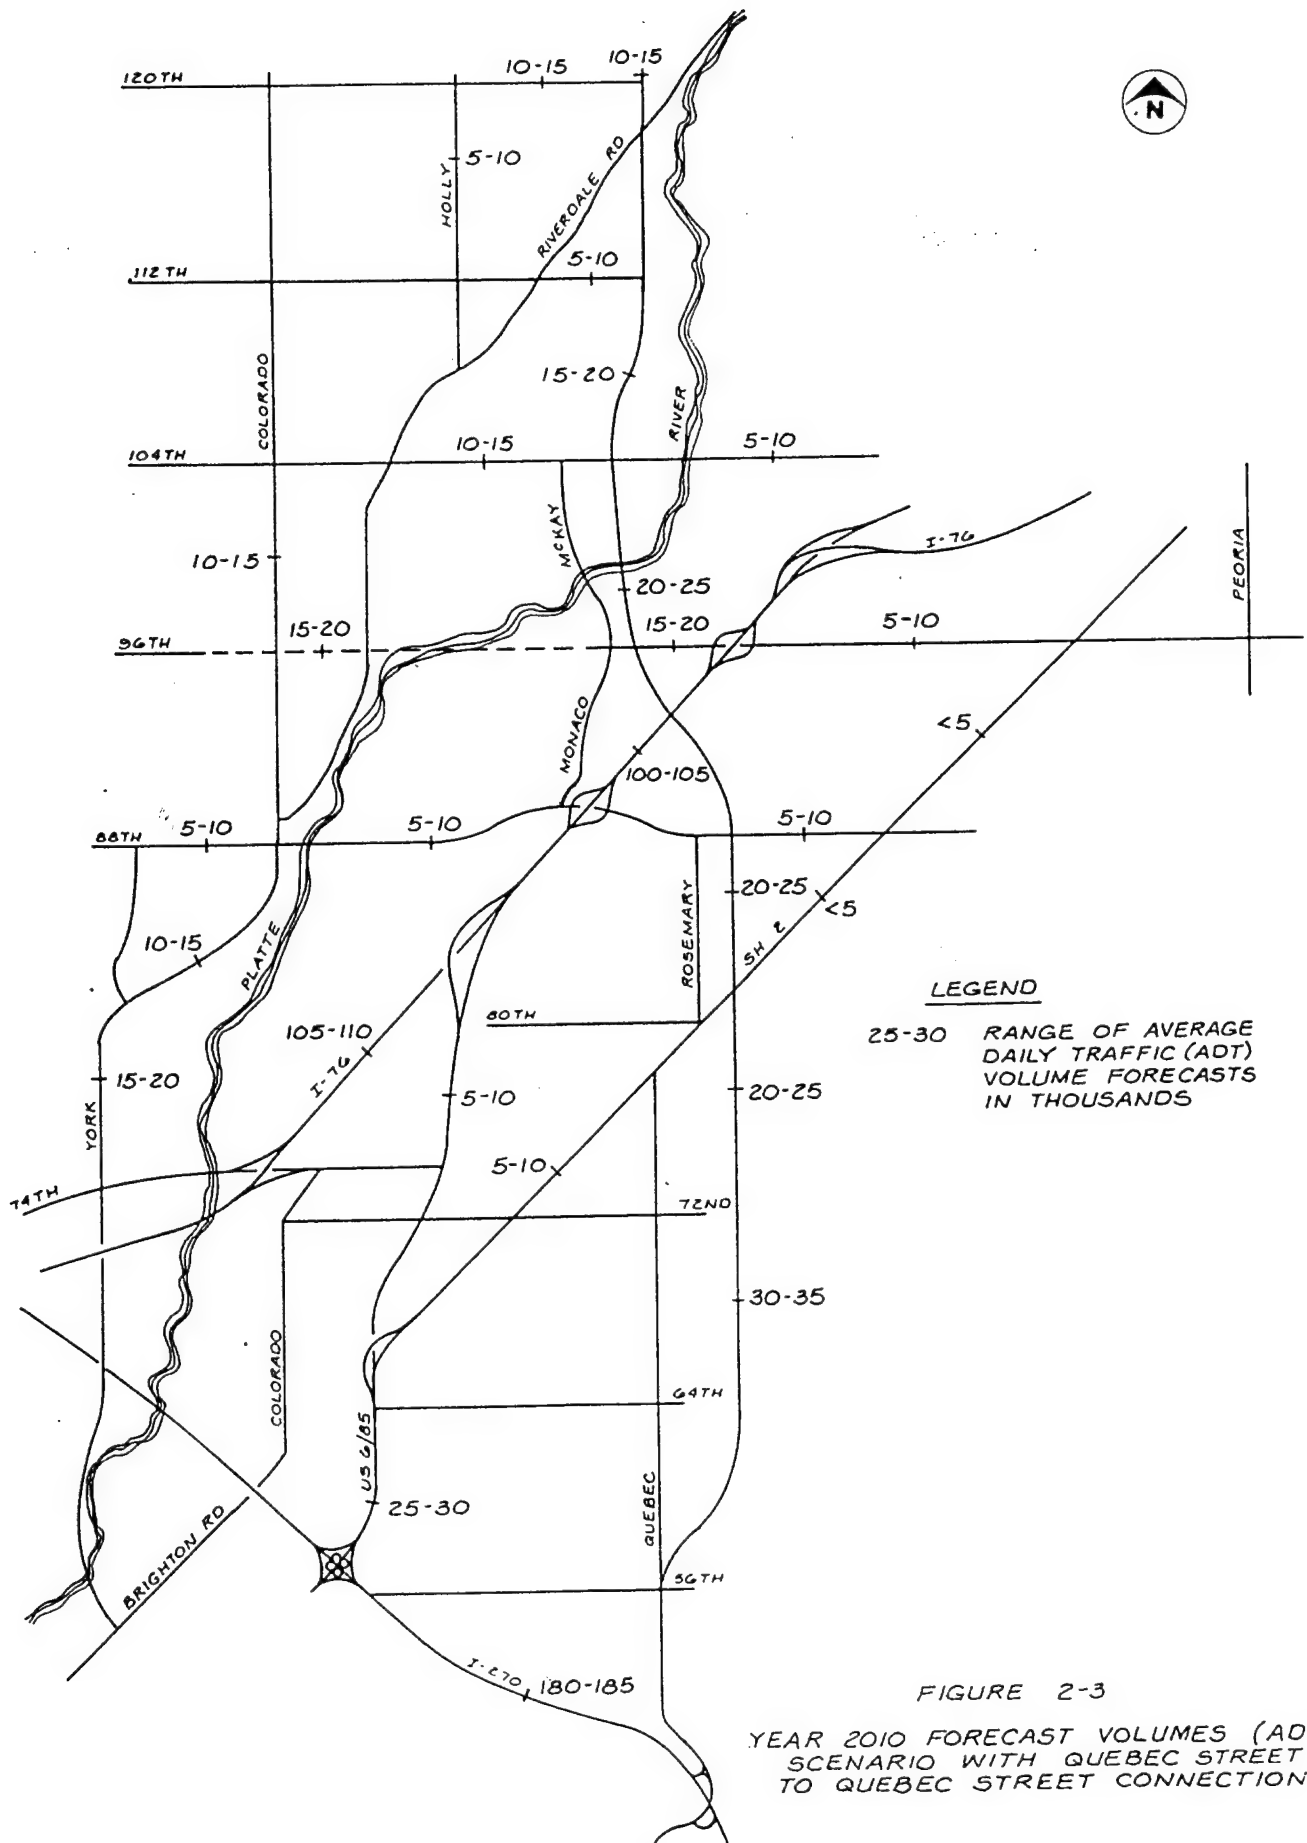 120TH
10-15
10-15
N
HOLLY
5-10
RIVERDALE RD
112TH
5-10
COLORADO
15-20
RIVER
104TH
10-15
5-10
MCKAY
I-76
PEORIA
10-15
20-25
96TH
15-20
15-20
5-10
MONACO
<5
100-105
88TH
5-10
5-10
5-10
ROSEMARY
20-25
<5
SH 2
10-15
PLATTE
LEGEND
25-30 RANGE OF AVERAGE
DAILY TRAFFIC (ADT)
VOLUME FORECASTS
IN THOUSANDS
80TH
105-110
I-76
15-20
YORK
5-10
20-25
5-10
74TH
72ND
30-35
COLORADO
64TH
US 6/85
25-30
QUEBEC
BRIGHTON RD
56TH
I-270
180-185
FIGURE 2-3
YEAR 2010 FORECAST VOLUMES (AD
SCENARIO WITH QUEBEC STREET
TO QUEBEC STREET CONNECTION